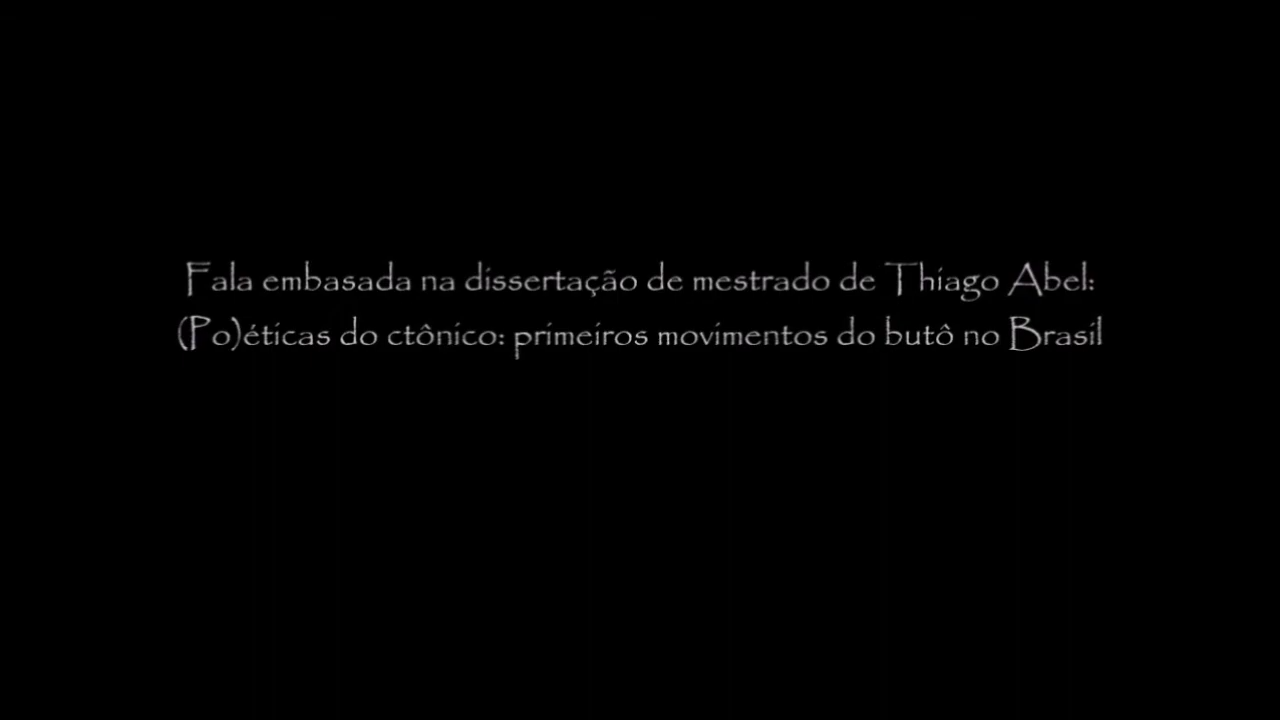 Fala embasada na dissertação de mestrado de Thiago Abel:
(Po)éticas do ctônico: primeiros movimentos do butô no Brasil